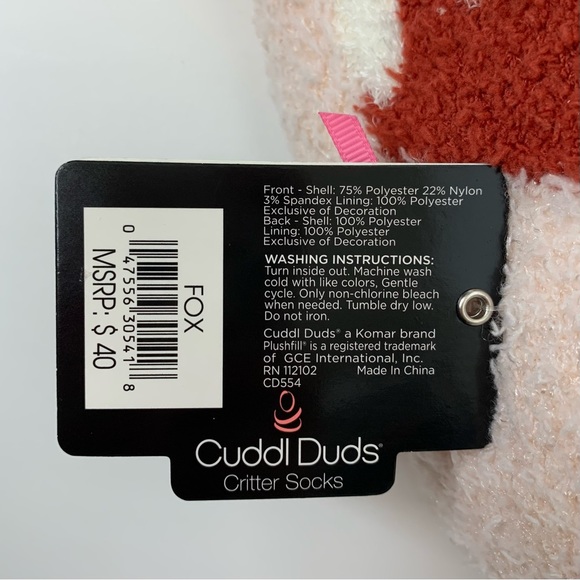 Front - Shell: 75% Polyester 22% Nylon
3% Spandex Lining: 100% Polyester
Exclusive of Decoration
Back - Shell: 100% Polyester
Lining: 100% Polyester
Exclusive of Decoration
WASHING INSTRUCTIONS:
Turn inside out. Machine wash
cold with like colors, Gentle
cycle. Only non-chlorine bleach
when needed. Tumble dry low.
Do not iron.
Cuddl Duds® a Komar brand
Plushfill® is a registered trademark
of GCE International, Inc.
RN 112102 Made In China
CD554
FOX
0 47556 30541 8
MSRP: $ 40
Cuddl Duds®
Critter Socks